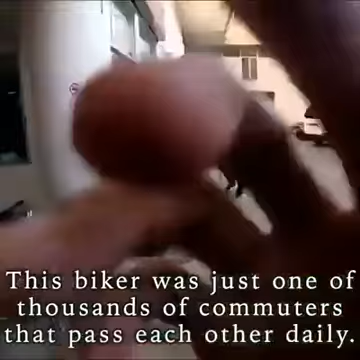 This biker was just one of
thousands of commuters
that pass each other daily.